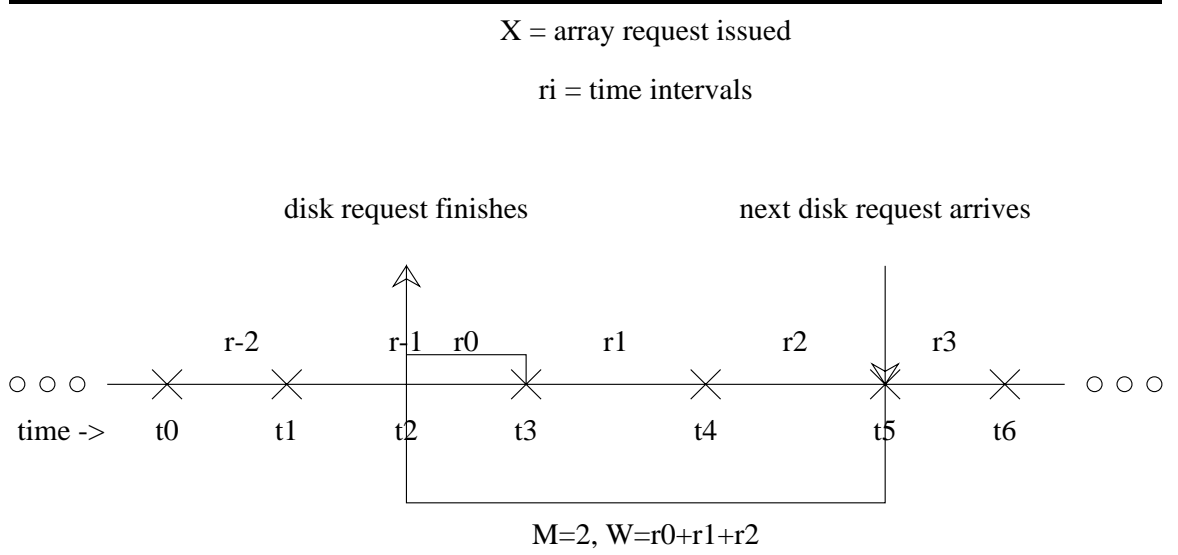 X = array request issued
ri = time intervals
disk request finishes
next disk request arrives
r-2
r-1
r0
r1
r2
r3
time ->
t0
t1
t2
t3
t4
t5
t6
M=2, W=r0+r1+r2